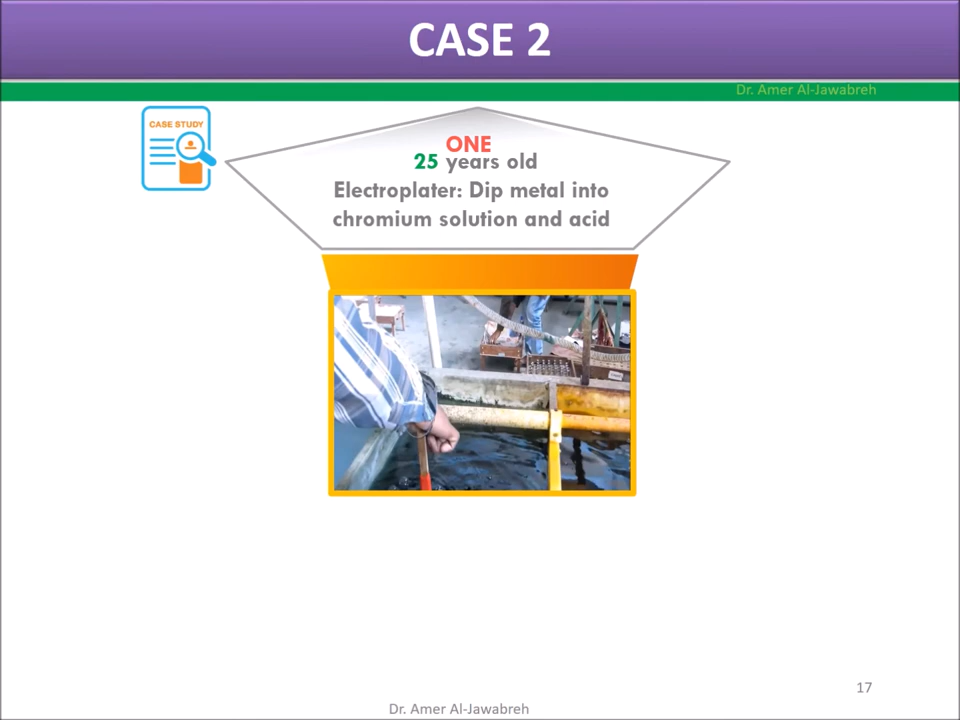 CASE 2
Dr. Amer Al-Jawabreh
CASE STUDY
ONE
25 years old
Electroplater: Dip metal into
chromium solution and acid
17
Dr. Amer Al-Jawabreh